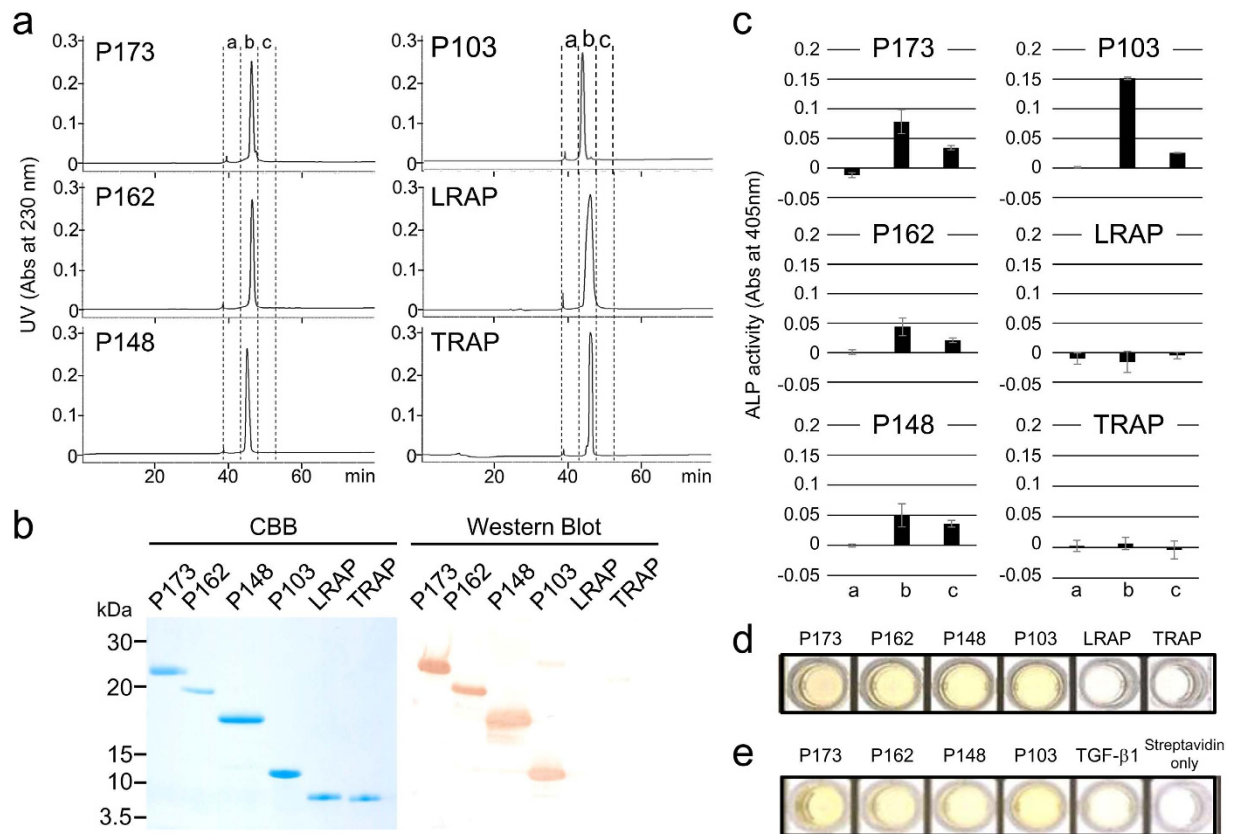 a
a b c
P173
0.3
0.2
0.1
0
P162
0.3
0.2
0.1
0
P148
0.3
0.2
0.1
0
20 40 60 min
UV (Abs at 230 nm)
a b c
P103
0.3
0.2
0.1
0
LRAP
0.3
0.2
0.1
0
TRAP
0.3
0.2
0.1
0
20 40 60 min
b
CBB
Western Blot
P173 P162 P148 P103 LRAP TRAP
P173 P162 P148 P103 LRAP TRAP
kDa
30
20
15
10
3.5
c
ALP activity (Abs at 405nm)
P173
0.2
0.15
0.1
0.05
0
-0.05
P162
0.2
0.15
0.1
0.05
0
-0.05
P148
0.2
0.15
0.1
0.05
0
-0.05
a b c
P103
0.2
0.15
0.1
0.05
0
-0.05
LRAP
0.2
0.15
0.1
0.05
0
-0.05
TRAP
0.2
0.15
0.1
0.05
0
-0.05
a b c
d
P173 P162 P148 P103 LRAP TRAP
e
P173 P162 P148 P103 TGF-β1 Streptavidin
only